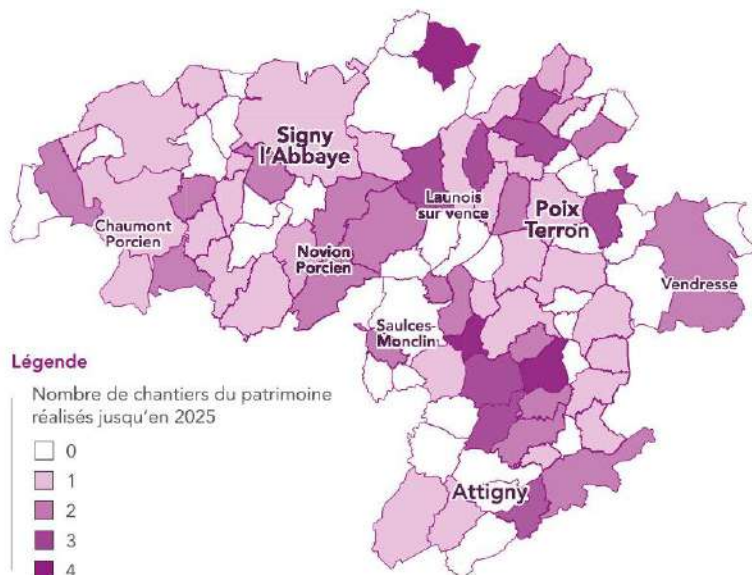 Signy
l'Abbaye
Launois
sur vence
Poix
Terron
Chaumont
Porcien
Novion
Porcien
Vendresse
Saulces-
Monclin
Attigny
Légende
Nombre de chantiers du patrimoine
réalisés jusqu'en 2025
0
1
2
3
4